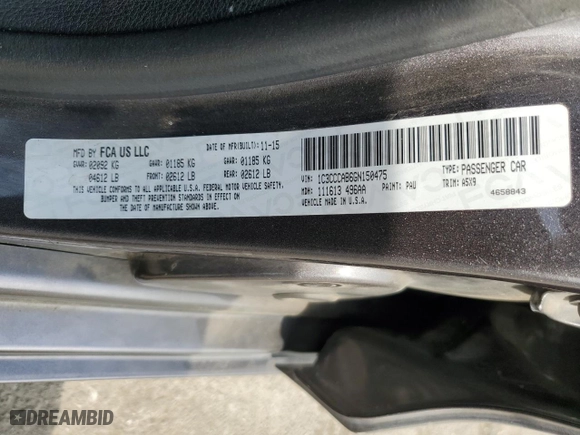 MFD BY FCA US LLC
DATE OF MFR(BUILT): 11-15
GVWR: 02092 KG GAWR: 01185 KG GAWR: 01185 KG
04612 LB FRONT: 02612 LB REAR: 02612 LB
THIS VEHICLE CONFORMS TO ALL APPLICABLE U.S.A. FEDERAL MOTOR VEHICLE SAFETY,
BUMPER AND THEFT PREVENTION STANDARDS IN EFFECT
ON THE DATE OF MANUFACTURE SHOWN ABOVE.
VIN: 1C3CCCAB6GN150475 TYPE: PASSENGER CAR
MDH: 111613 496AA PAINT: PAU TRIM: A5X9
VEHICLE MADE IN U.S.A. 4658843
DREAMBID